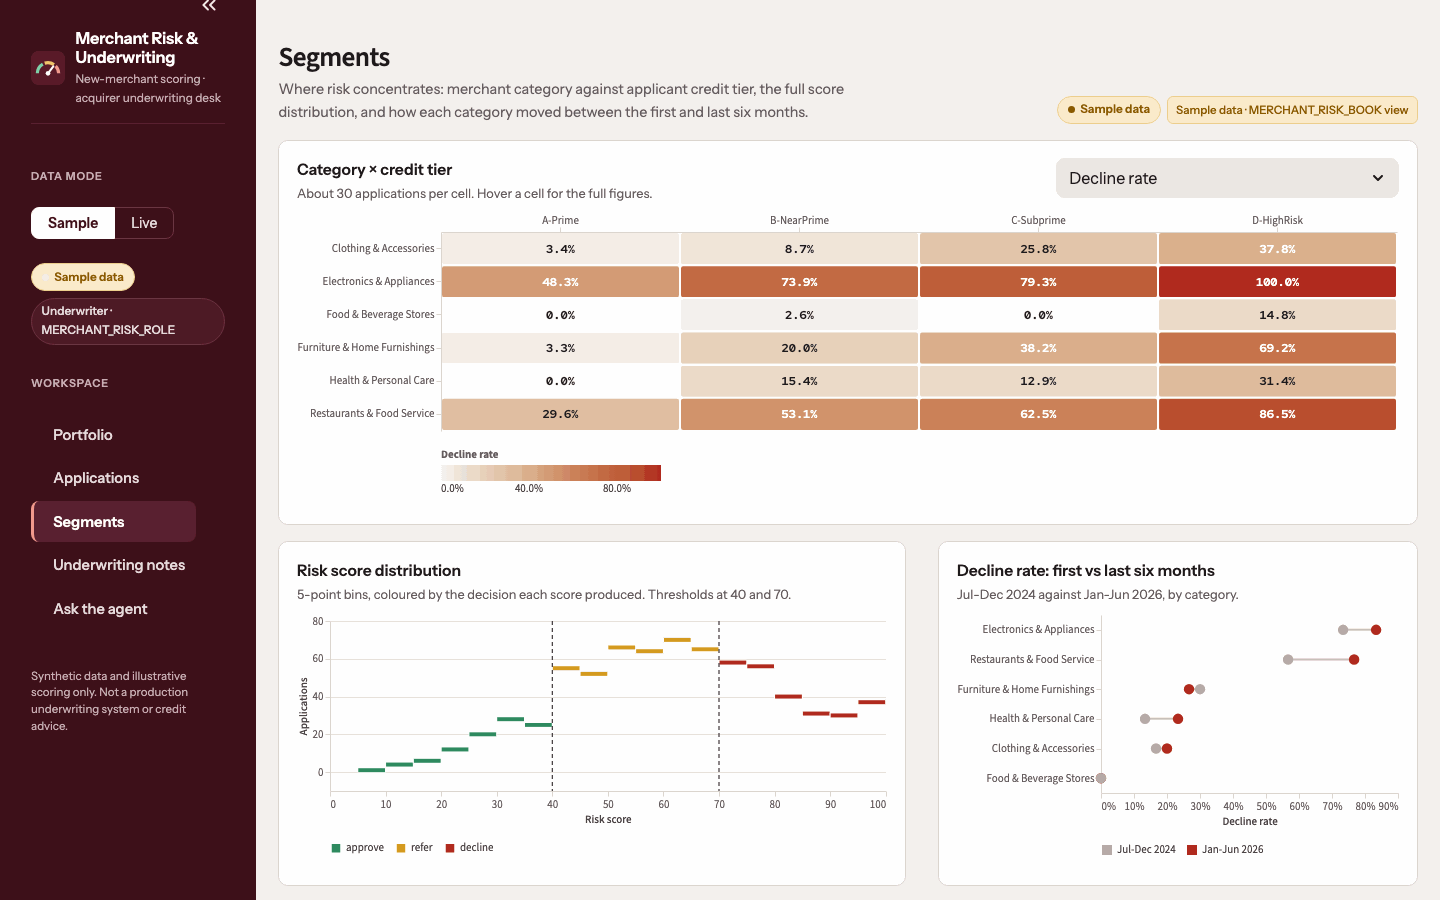 Merchant Risk &
Underwriting
New-merchant scoring ·
acquirer underwriting desk
DATA MODE
Sample
Live
Sample data
Underwriter ·
MERCHANT_RISK_ROLE
WORKSPACE
Portfolio
Applications
Segments
Underwriting notes
Ask the agent
Synthetic data and illustrative
scoring only. Not a production
underwriting system or credit
advice.
Segments
Where risk concentrates: merchant category against applicant credit tier, the full score
distribution, and how each category moved between the first and last six months.
Sample data
Sample data · MERCHANT_RISK_BOOK view
Category × credit tier
About 30 applications per cell. Hover a cell for the full figures.
Decline rate
A-Prime B-NearPrime C-Subprime D-HighRisk
Clothing & Accessories 3.4% 8.7% 25.8% 37.8%
Electronics & Appliances 48.3% 73.9% 79.3% 100.0%
Food & Beverage Stores 0.0% 2.6% 0.0% 14.8%
Furniture & Home Furnishings 3.3% 20.0% 38.2% 69.2%
Health & Personal Care 0.0% 15.4% 12.9% 31.4%
Restaurants & Food Service 29.6% 53.1% 62.5% 86.5%
Decline rate
0.0% 40.0% 80.0%
Risk score distribution
5-point bins, coloured by the decision each score produced. Thresholds at 40 and 70.
80
60
40
20
0
Applications
0 10 20 30 40 50 60 70 80 90 100
Risk score
approve refer decline
Decline rate: first vs last six months
Jul-Dec 2024 against Jan-Jun 2026, by category.
Electronics & Appliances
Restaurants & Food Service
Furniture & Home Furnishings
Health & Personal Care
Clothing & Accessories
Food & Beverage Stores
0% 10% 20% 30% 40% 50% 60% 70% 80% 90%
Decline rate
Jul-Dec 2024 Jan-Jun 2026